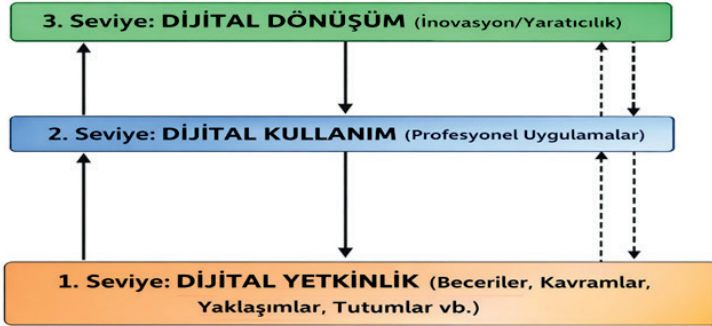 3. Seviye: DİJİTAL DÖNÜŞÜM (İnovasyon/Yaratıcılık)
2. Seviye: DİJİTAL KULLANIM (Profesyonel Uygulamalar)
1. Seviye: DİJİTAL YETKİNLİK (Beceriler, Kavramlar,
Yaklaşımlar, Tutumlar vb.)